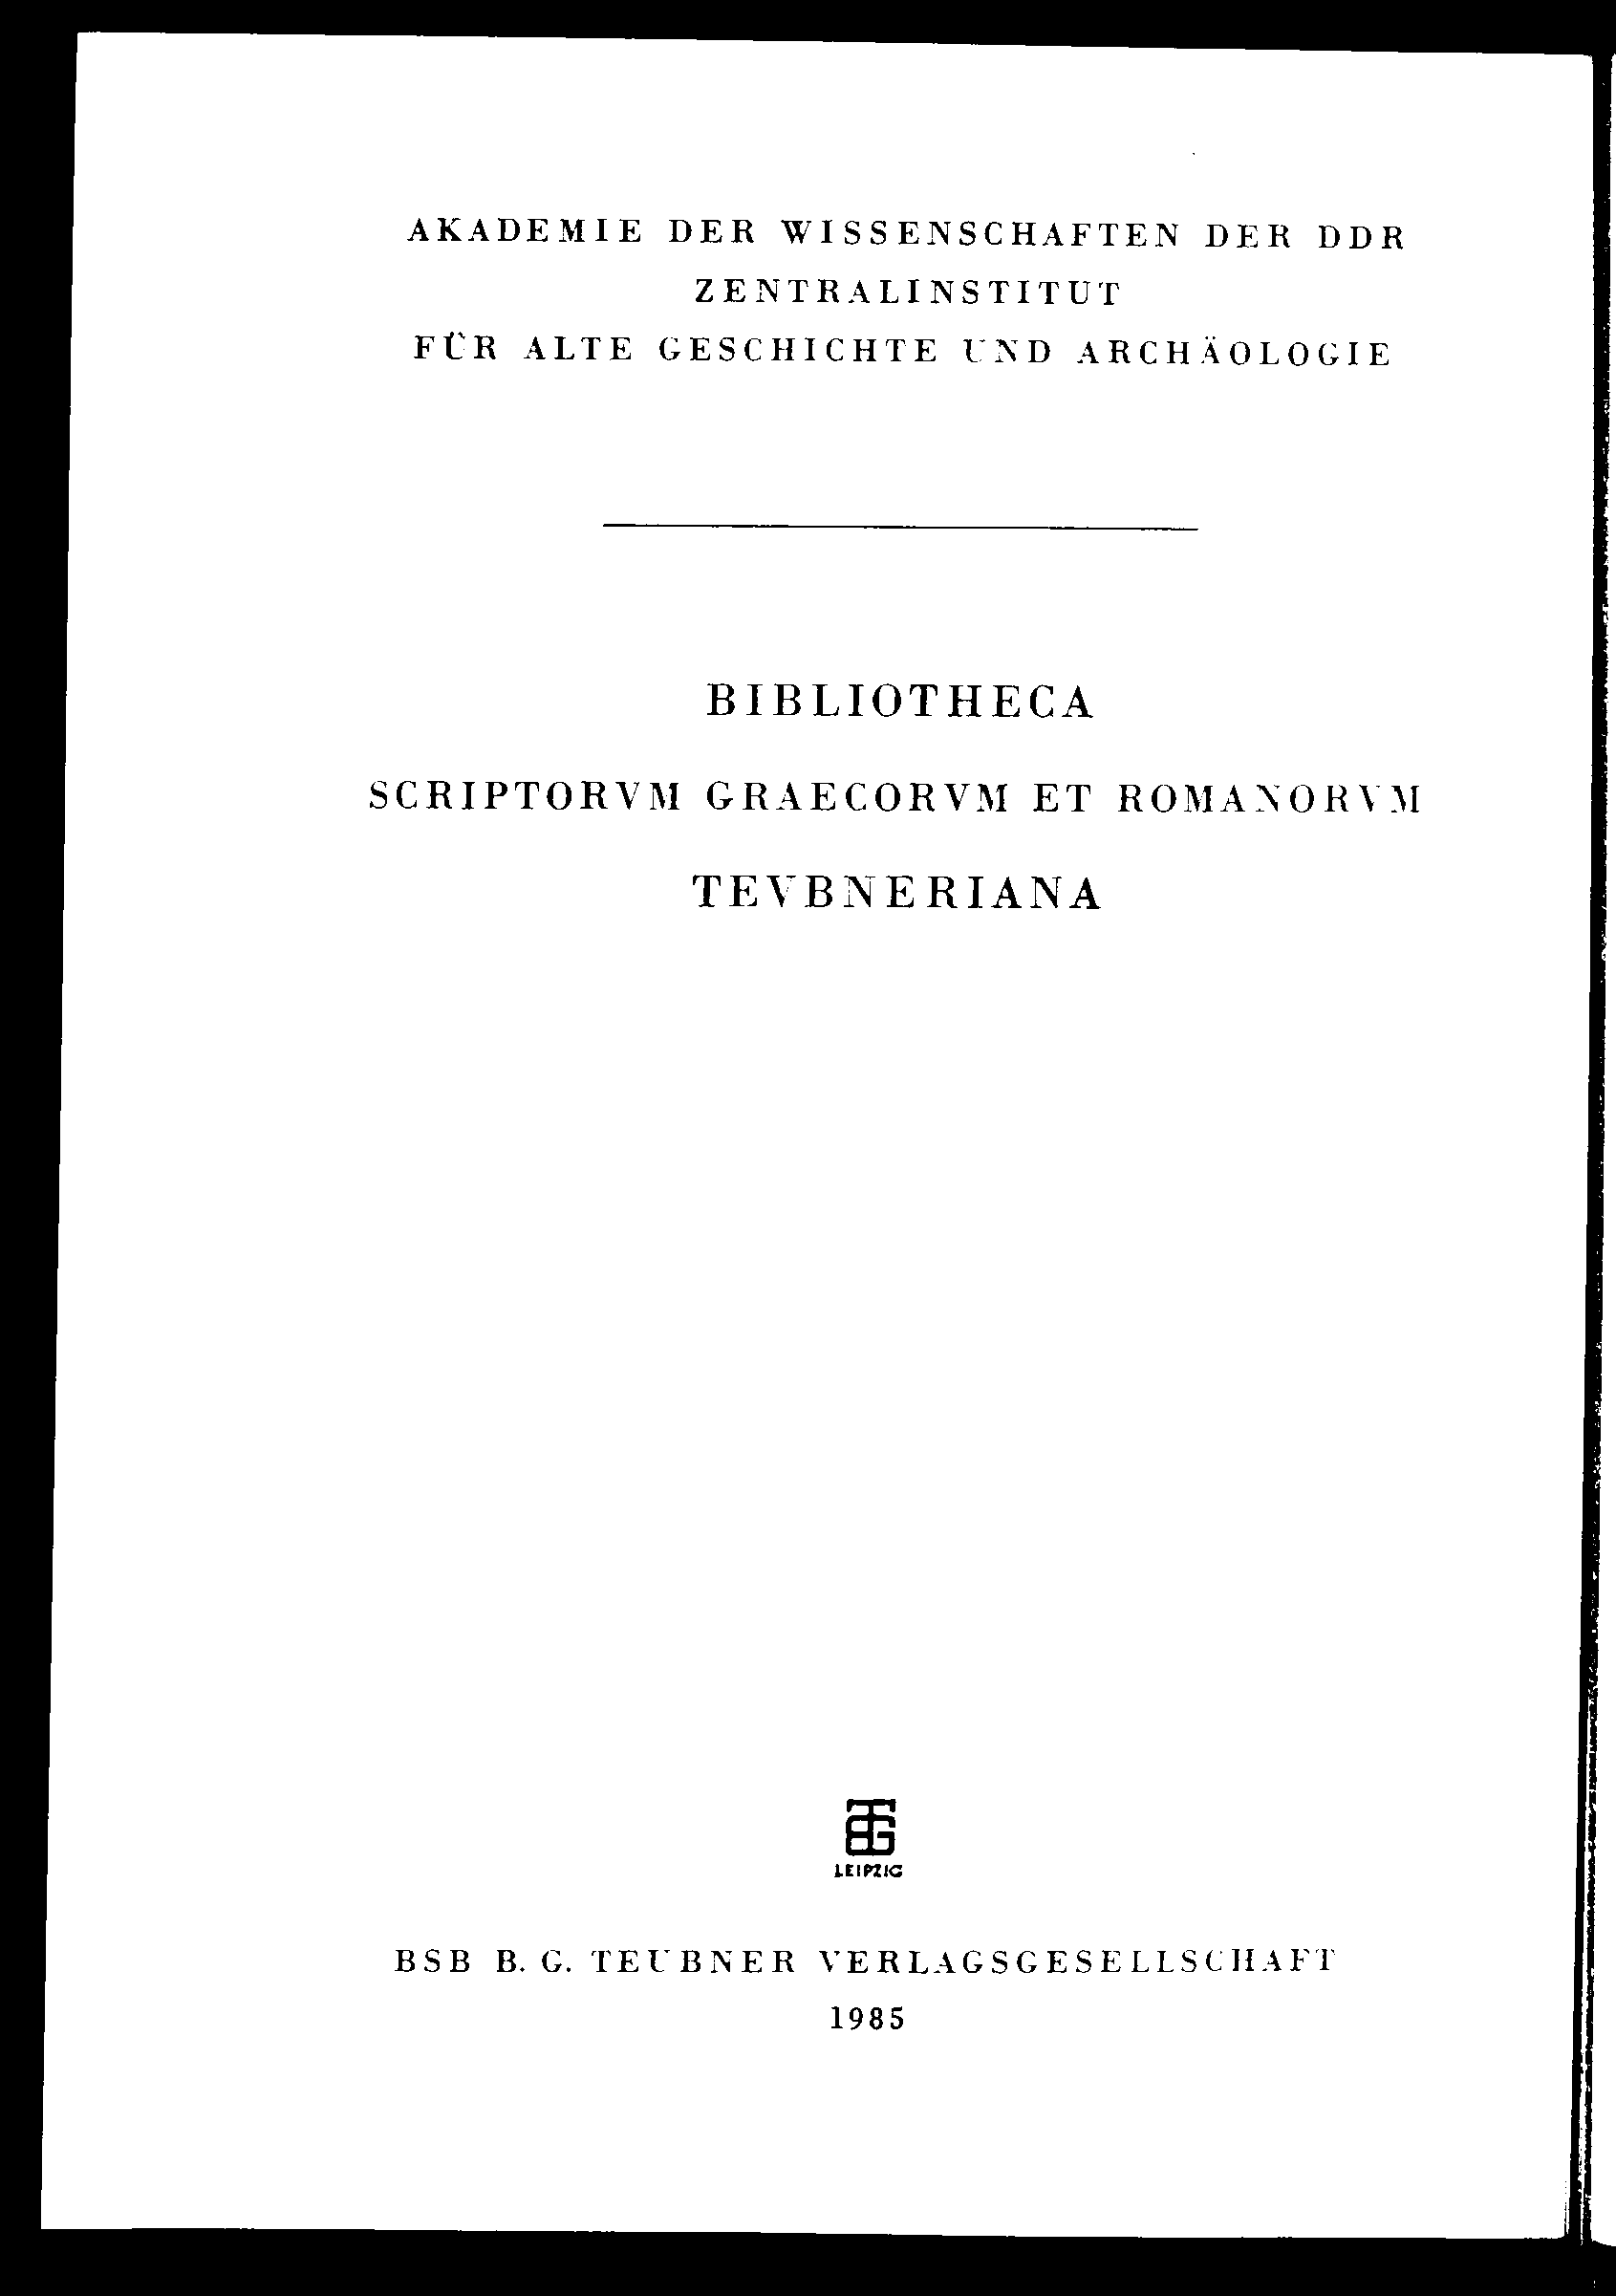 AKADEMIE DER WISSENSCHAFTEN DER DDR
ZENTRALINSTITUT
FÜR ALTE GESCHICHTE UND ARCHÄOLOGIE
BIBLIOTHECA
SCRIPTORVM GRAECORVM ET ROMANORVM
TEVBNERIANA
LEIPZIG
BSB B. G. TEUBNER VERLAGSGESELLSCHAFT
1985